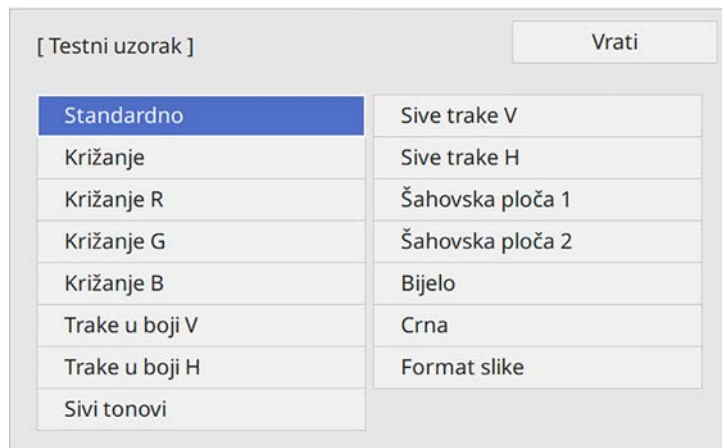 [ Testni uzorak ]
Vrati
Standardno
Križanje
Križanje R
Križanje G
Križanje B
Trake u boji V
Trake u boji H
Sivi tonovi
Sive trake V
Sive trake H
Šahovska ploča 1
Šahovska ploča 2
Bijelo
Crna
Format slike